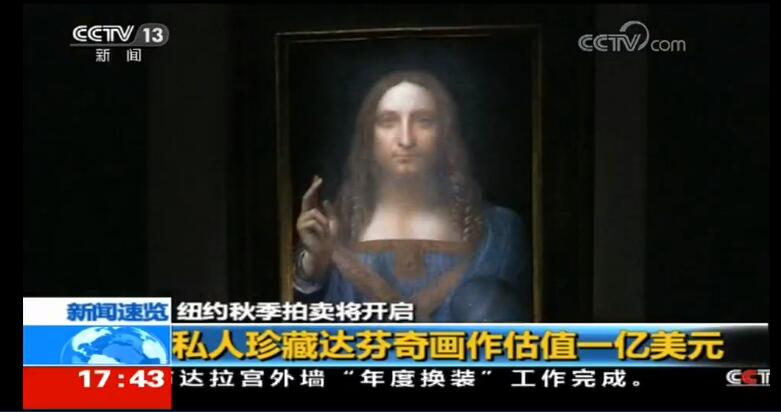 CCTV 13
新闻
CCTV.com
新闻速览
纽约秋季拍卖将开启
私人珍藏达芬奇画作估值一亿美元
17:43
达拉宫外墙“年度换装”工作完成。